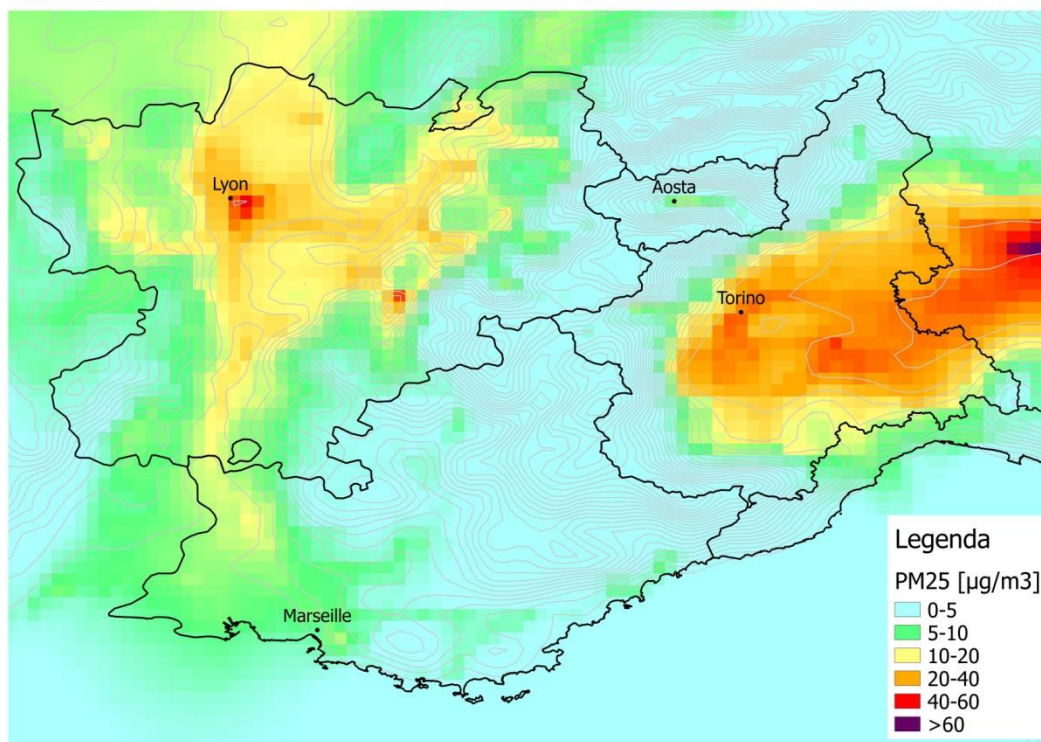 Lyon
Aosta
Torino
Marseille
Legenda
PM25 [µg/m3]
0-5
5-10
10-20
20-40
40-60
>60